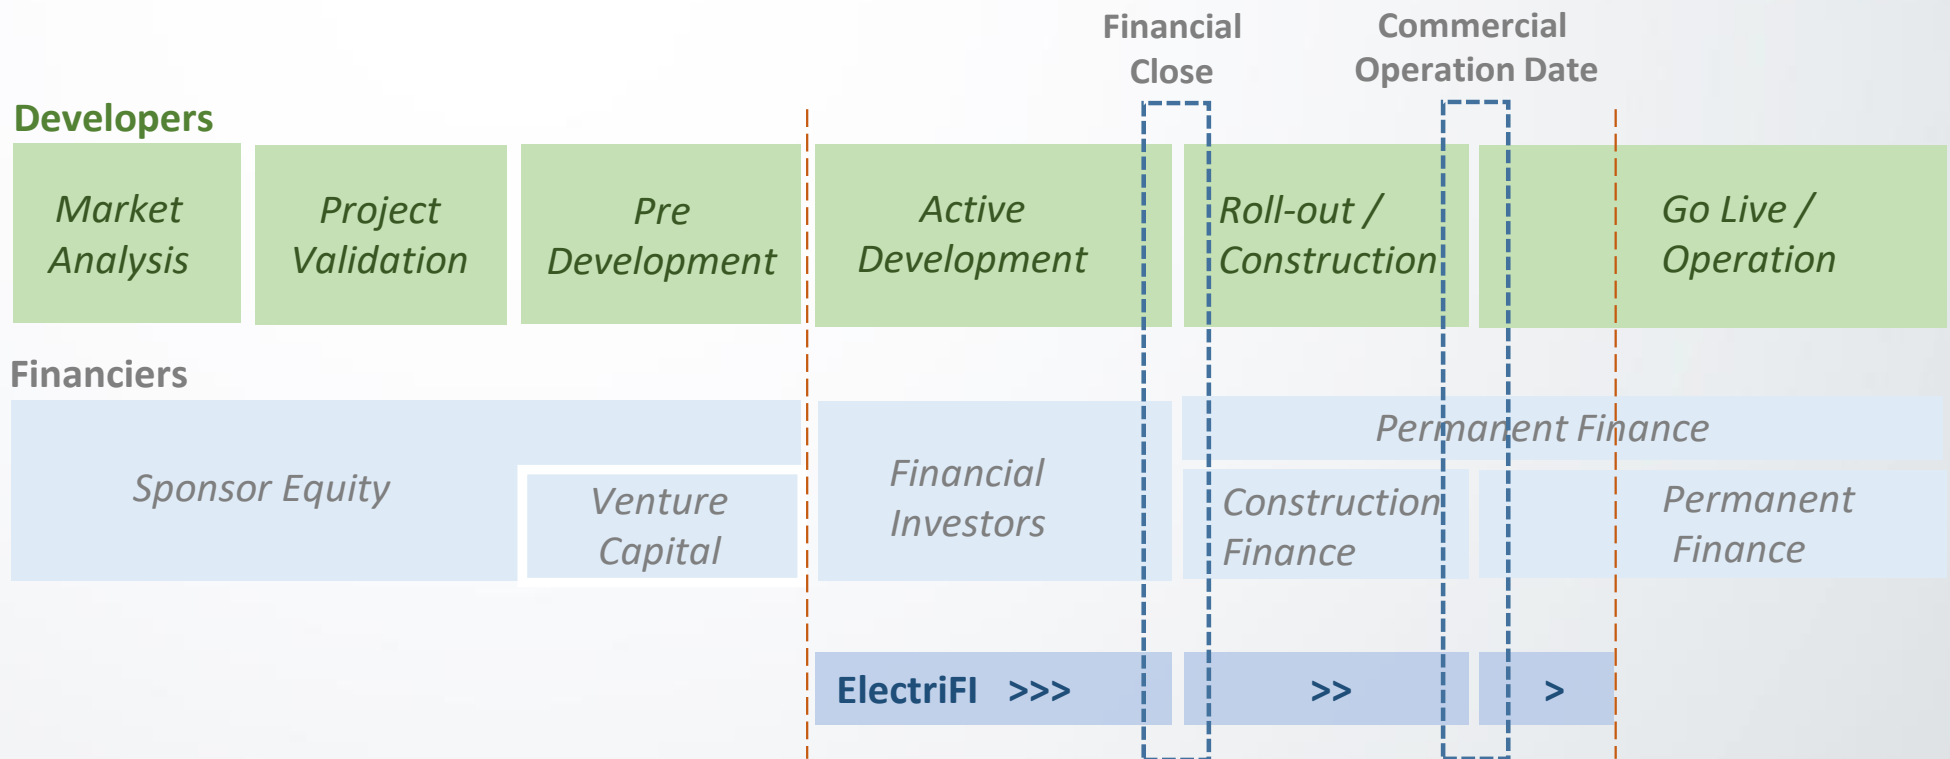 Financial
Close
Commercial
Operation Date
Developers
Market
Analysis
Project
Validation
Pre
Development
Active
Development
Roll-out /
Construction
Go Live /
Operation
Financiers
Sponsor Equity
Venture
Capital
Financial
Investors
Permanent Finance
Construction
Finance
Permanent
Finance
ElectriFI >>>
>>
>